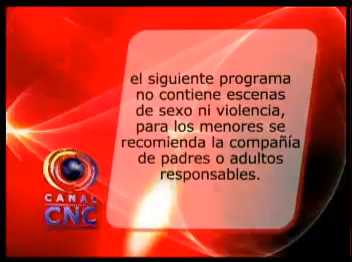 el siguiente programa
no contiene escenas
de sexo ni violencia,
para los menores se
recomienda la compañía
de padres o adultos
responsables.
CANAL
CNC